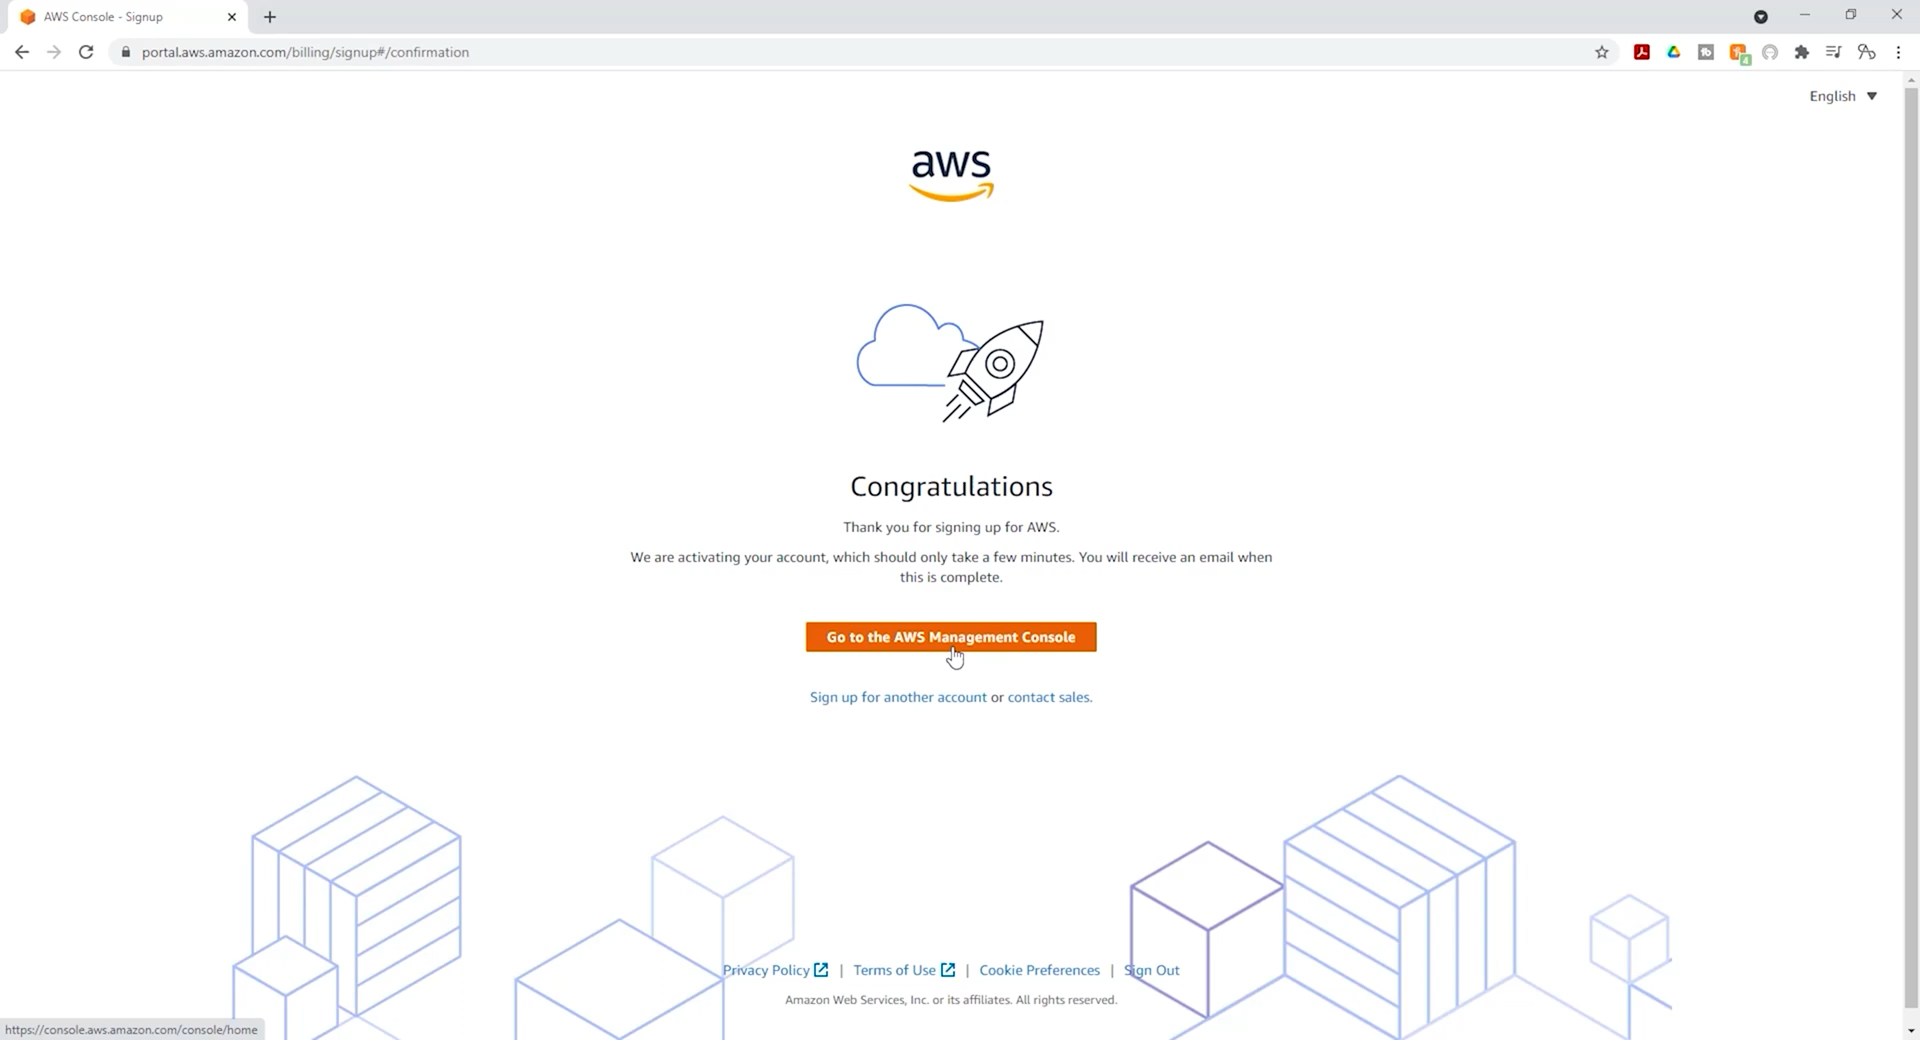 AWS Console - Signup
portal.aws.amazon.com/billing/signup#/confirmation
4
English
aws
Congratulations
Thank you for signing up for AWS.
We are activating your account, which should only take a few minutes. You will receive an email when
this is complete.
Go to the AWS Management Console
Sign up for another account or contact sales.
Privacy Policy | Terms of Use | Cookie Preferences | Sign Out
Amazon Web Services, Inc. or its affiliates. All rights reserved.
https://console.aws.amazon.com/console/home